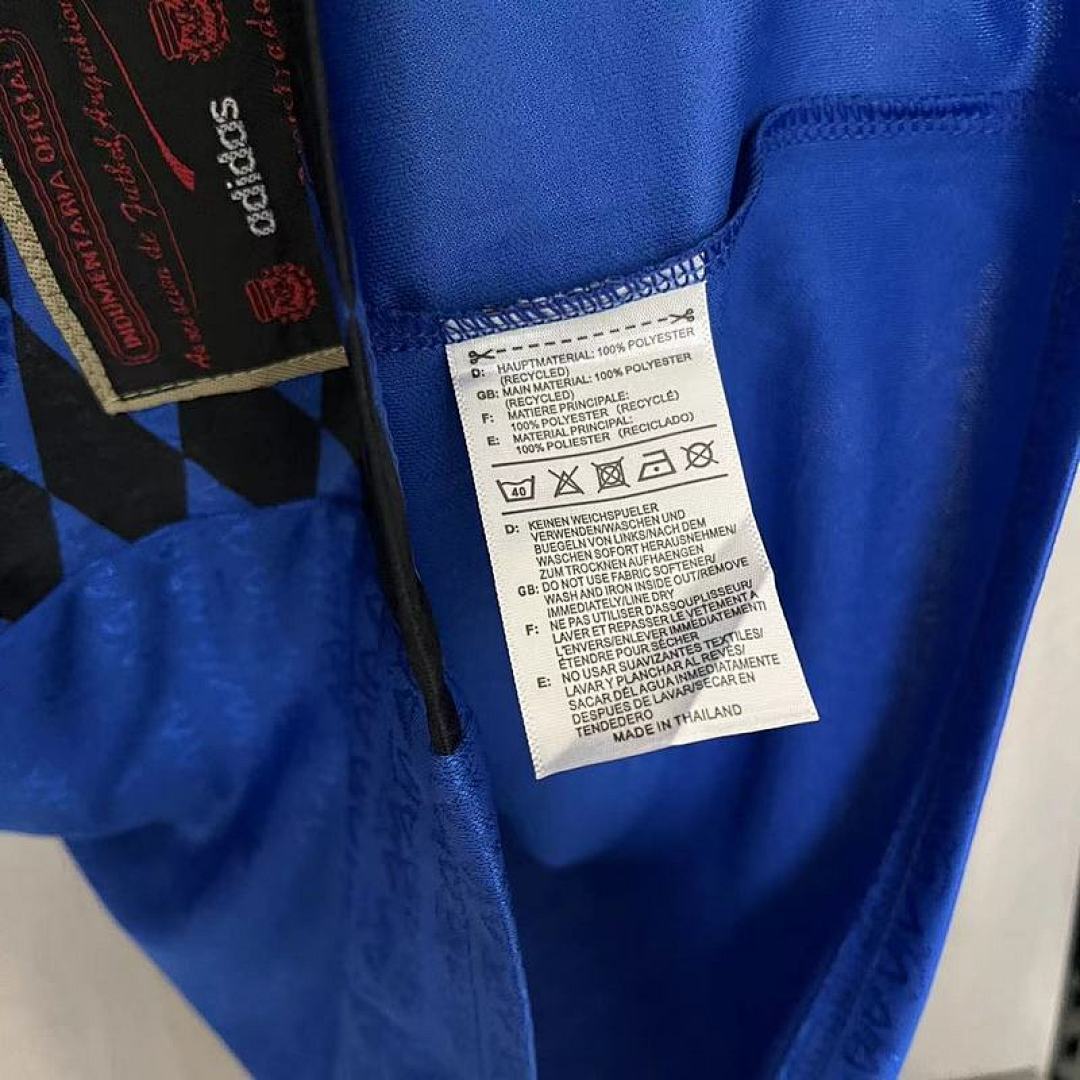 INDUMENTARIA OFICIAL
de Futbol Argentino
adidas
D: HAUPTMATERIAL: 100% POLYESTER
(RECYCLED)
GB: MAIN MATERIAL: 100% POLYESTER
(RECYCLED)
F: MATIERE PRINCIPALE:
100% POLYESTER (RECYCLÉ)
E: MATERIAL PRINCIPAL:
100% POLIESTER (RECICLADO)
40
D: KEINEN WEICHSPUELER
VERWENDEN/WASCHEN UND
BUEGELN VON LINKS/NACH DEM
WASCHEN SOFORT HERAUSNEHMEN/
ZUM TROCKNEN AUFHAENGEN
GB: DO NOT USE FABRIC SOFTENER/
WASH AND IRON INSIDE OUT/REMOVE
IMMEDIATELY/LINE DRY
F: NE PAS UTILISER D'ASSOUPLISSEUR/
LAVER ET REPASSER LE VETEMENT A
L'ENVERS/ENLEVER IMMEDIATEMENT/
ÉTENDRE POUR SÉCHER
E: NO USAR SUAVIZANTES TEXTILES/
LAVAR Y PLANCHAR AL REVÉS/
SACAR DEL AGUA INMEDIATAMENTE
DESPUES DE LAVAR/SECAR EN
TENDEDERO
MADE IN THAILAND